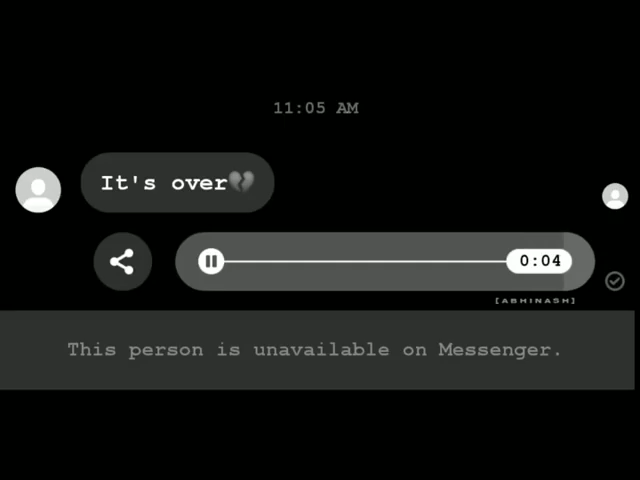 11:05 AM
It's over💔
0:04
[ABHINASH]
This person is unavailable on Messenger.